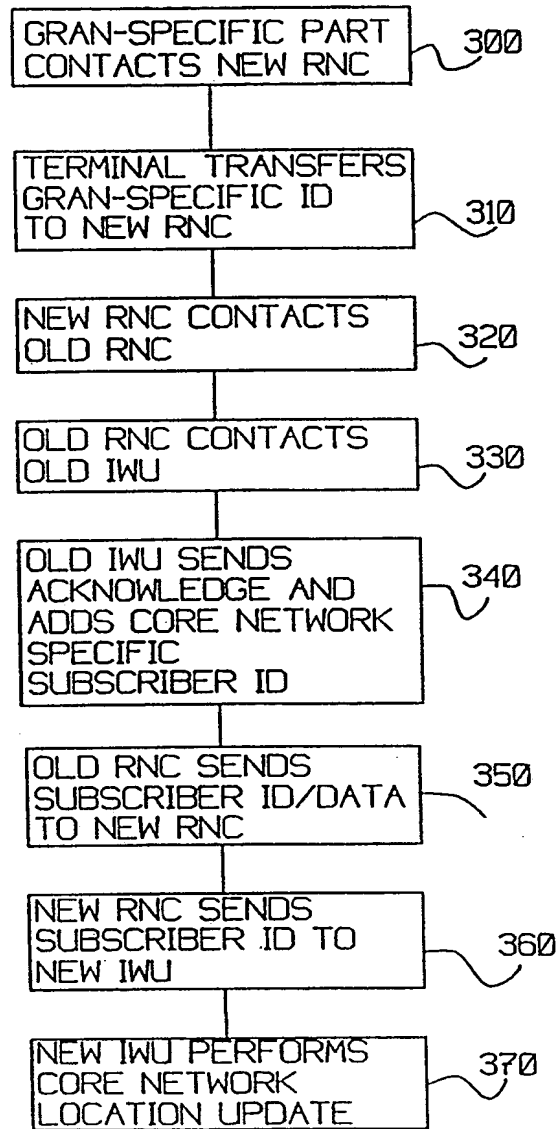 GRAN-SPECIFIC PART
CONTACTS NEW RNC
300
TERMINAL TRANSFERS
GRAN-SPECIFIC ID
TO NEW RNC
310
NEW RNC CONTACTS
OLD RNC
320
OLD RNC CONTACTS
OLD IWU
330
OLD IWU SENDS
ACKNOWLEDGE AND
ADDS CORE NETWORK
SPECIFIC
SUBSCRIBER ID
340
OLD RNC SENDS
SUBSCRIBER ID/DATA
TO NEW RNC
350
NEW RNC SENDS
SUBSCRIBER ID TO
NEW IWU
360
NEW IWU PERFORMS
CORE NETWORK
LOCATION UPDATE
370